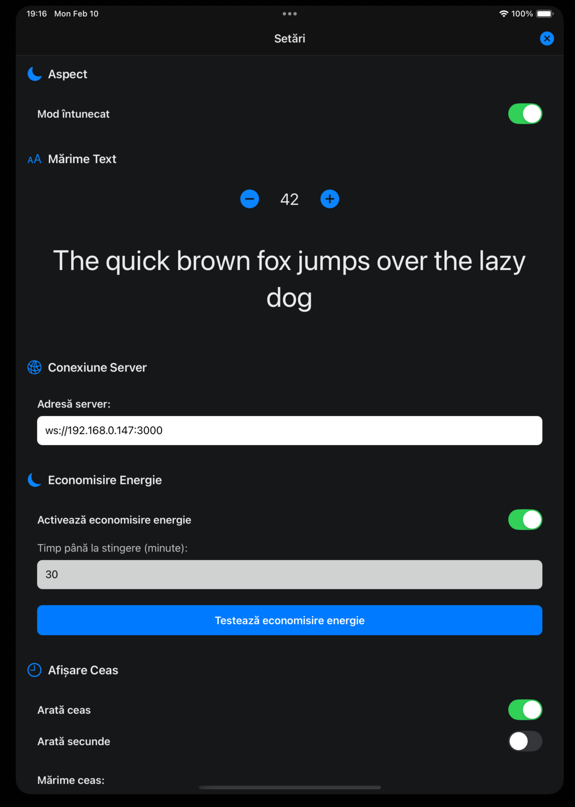 19:16 Mon Feb 10
100%
Setări
Aspect
Mod întunecat
AA Mărime Text
42
The quick brown fox jumps over the lazy
dog
Conexiune Server
Adresă server:
ws://192.168.0.147:3000
Economisire Energie
Activează economisire energie
Timp până la stingere (minute):
30
Testează economisire energie
Afișare Ceas
Arată ceas
Arată secunde
Mărime ceas: